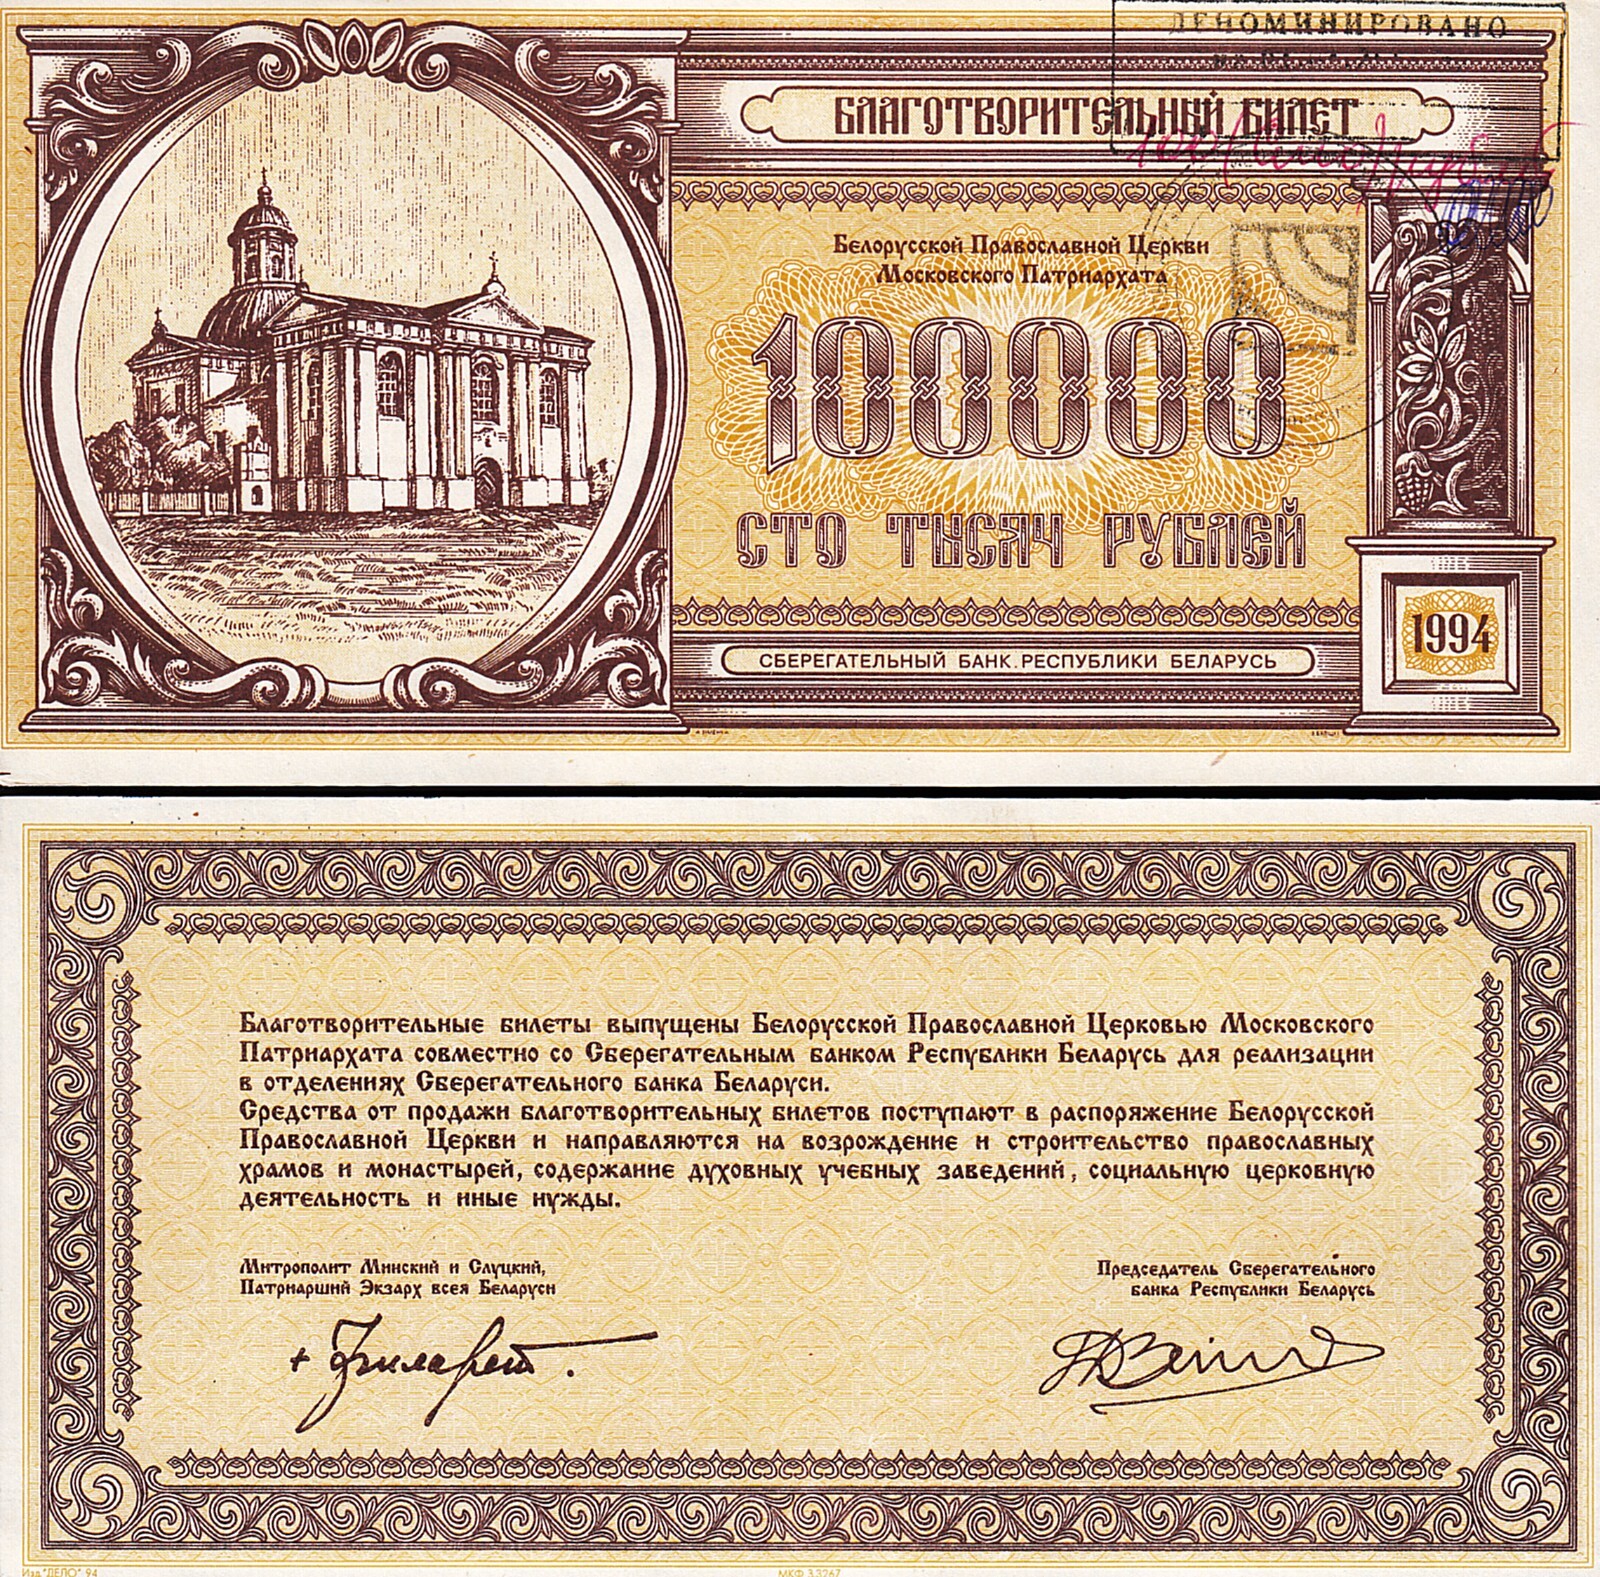 ДЕНОМИНИРОВАНО
БЛАГОТВОРИТЕЛЬНЫЙ БИЛЕТ
100 (сто) рублей
Белорусской Православной Церкви
Московского Патриархата
100000
СТО ТЫСЯЧ РУБЛЕЙ
1994
СБЕРЕГАТЕЛЬНЫЙ БАНК РЕСПУБЛИКИ БЕЛАРУСЬ
Благотворительные билеты выпущены Белорусской Православной Церковью Московского
Патриархата совместно со Сберегательным банком Республики Беларусь для реализации
в отделениях Сберегательного банка Беларуси.
Средства от продажи благотворительных билетов поступают в распоряжение Белорусской
Православной Церкви и направляются на возрождение и строительство православных
храмов и монастырей, содержание духовных учебных заведений, социальную церковную
деятельность и иные нужды.
Митрополит Минский и Слуцкий,
Патриарший Экзарх всея Беларуси
Председатель Сберегательного
банка Республики Беларусь
+ Филарет.
Изд. "ДЕЛО" 94
МКФ 3.3267